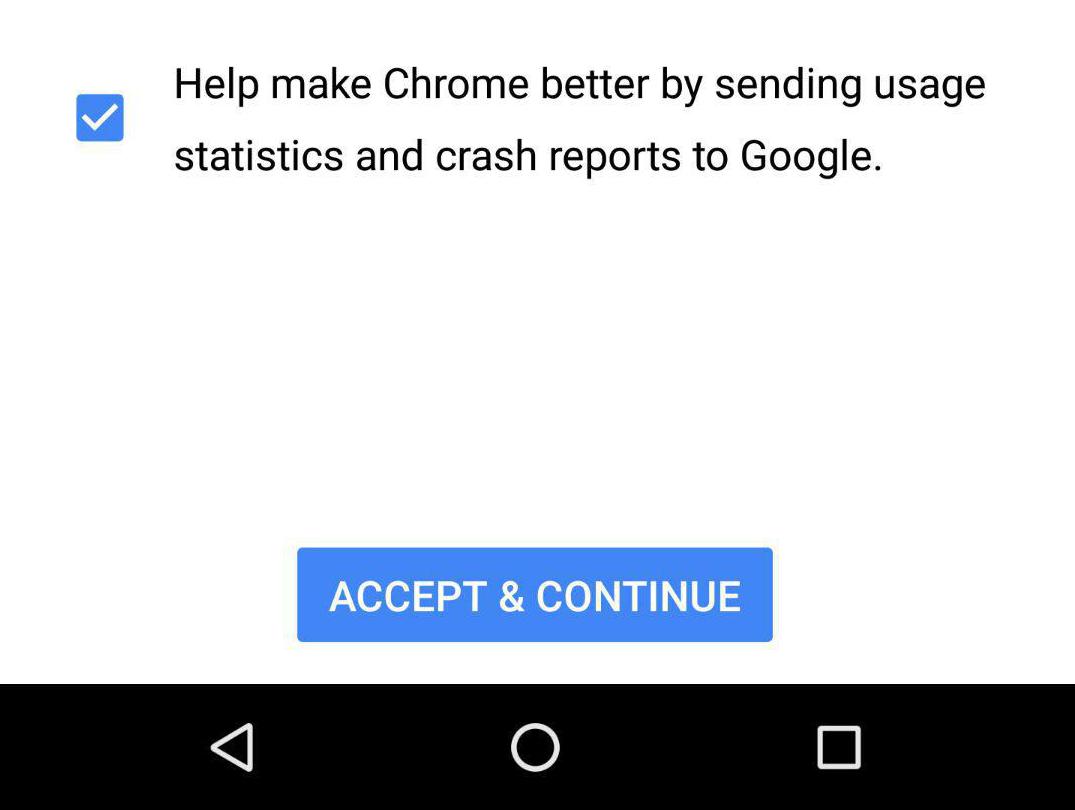 Help make Chrome better by sending usage
statistics and crash reports to Google.
ACCEPT & CONTINUE